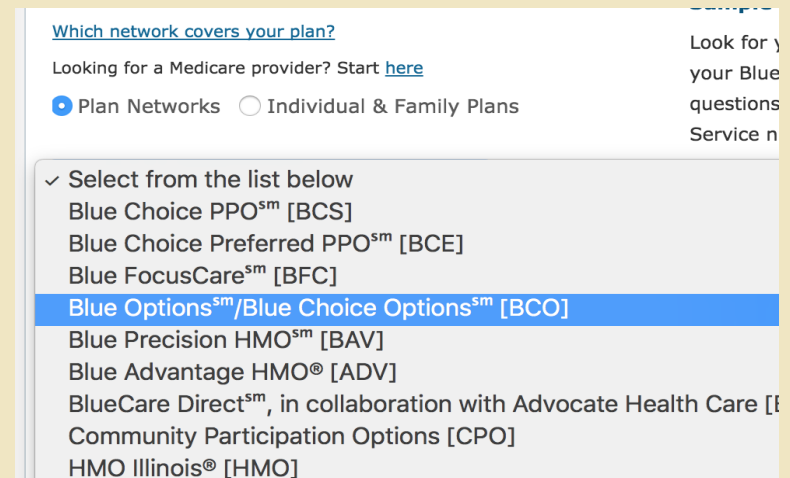 Which network covers your plan?
Looking for a Medicare provider? Start here
Plan Networks Individual & Family Plans
Look for
your Blue
questions
Service n
✓ Select from the list below
Blue Choice PPO℠ [BCS]
Blue Choice Preferred PPO℠ [BCE]
Blue FocusCare℠ [BFC]
Blue Options℠/Blue Choice Options℠ [BCO]
Blue Precision HMO℠ [BAV]
Blue Advantage HMO® [ADV]
BlueCare Direct℠, in collaboration with Advocate Health Care [
Community Participation Options [CPO]
HMO Illinois® [HMO]